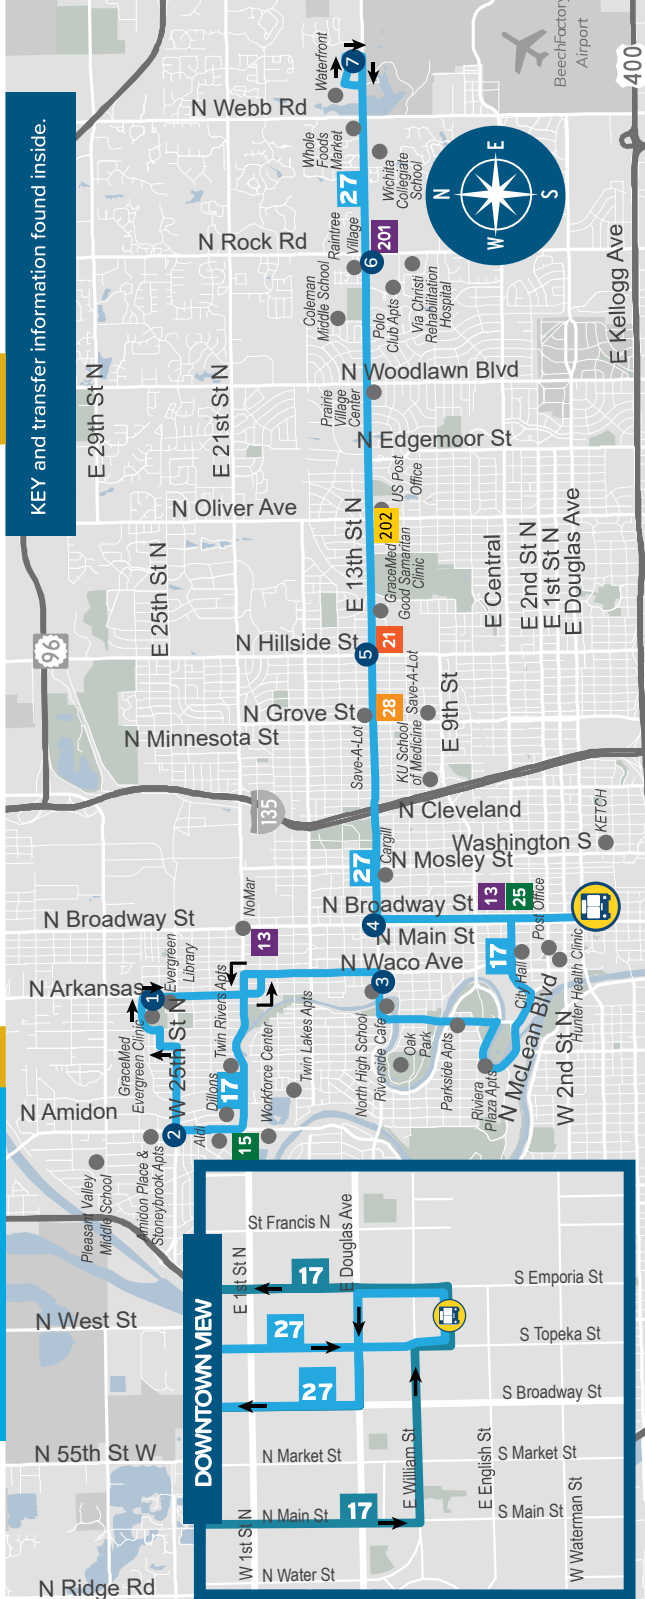 KEY and transfer information found inside.
BeechFactory
Airport
400
7
Waterfront
N Webb Rd
Whole
Foods
Market
Wichita
Collegiate
School
27
N
E
S
W
N Rock Rd
Raintree
Village
201
6
Coleman
Middle School
Polo
Club Apts
Via Christi
Rehabilitation
Hospital
E Kellogg Ave
N Woodlawn Blvd
Prairie
Village
Center
E 29th St N
E 21st St N
N Edgemoor St
N Oliver Ave
US Post
Office
202
E 13th St N
GraceMed
Good Samaritan
Clinic
E 25th St N
E Central
E 2nd St N
E 1st St N
E Douglas Ave
96
N Hillside St
5
21
N Grove St
28
Save-A-Lot
Save-A-Lot
KU School
of Medicine
E 9th St
N Minnesota St
135
N Cleveland
Washington S
KETCH
27
Cargill
N Mosley St
N Broadway St
NoMar
13
N Broadway St
4
13
25
N Main St
Post Office
17
City Hall
Hunter Health Clinic
N Waco Ave
3
N Arkansas
1
Evergreen
Library
GraceMed
Evergreen Clinic
W 25th St N
Twin Rivers Apts
Twin Lakes Apts
North High School
Riverside Cafe
Oak
Park
Parkside Apts
Riviera
Plaza Apts
N McLean Blvd
W 2nd St N
N Amidon
2
Dillons
17
Aldi
15
Workforce Center
Amidon Place &
Stoneybrook Apts
Pleasant Valley
Middle School
N West St
N 55th St W
N Ridge Rd
DOWNTOWN VIEW
St Francis N
E 1st St N
E Douglas Ave
17
S Emporia St
27
S Topeka St
27
S Broadway St
N Market St
E William St
E English St
S Market St
W 1st St N
N Main St
17
S Main St
W Waterman St
N Water St